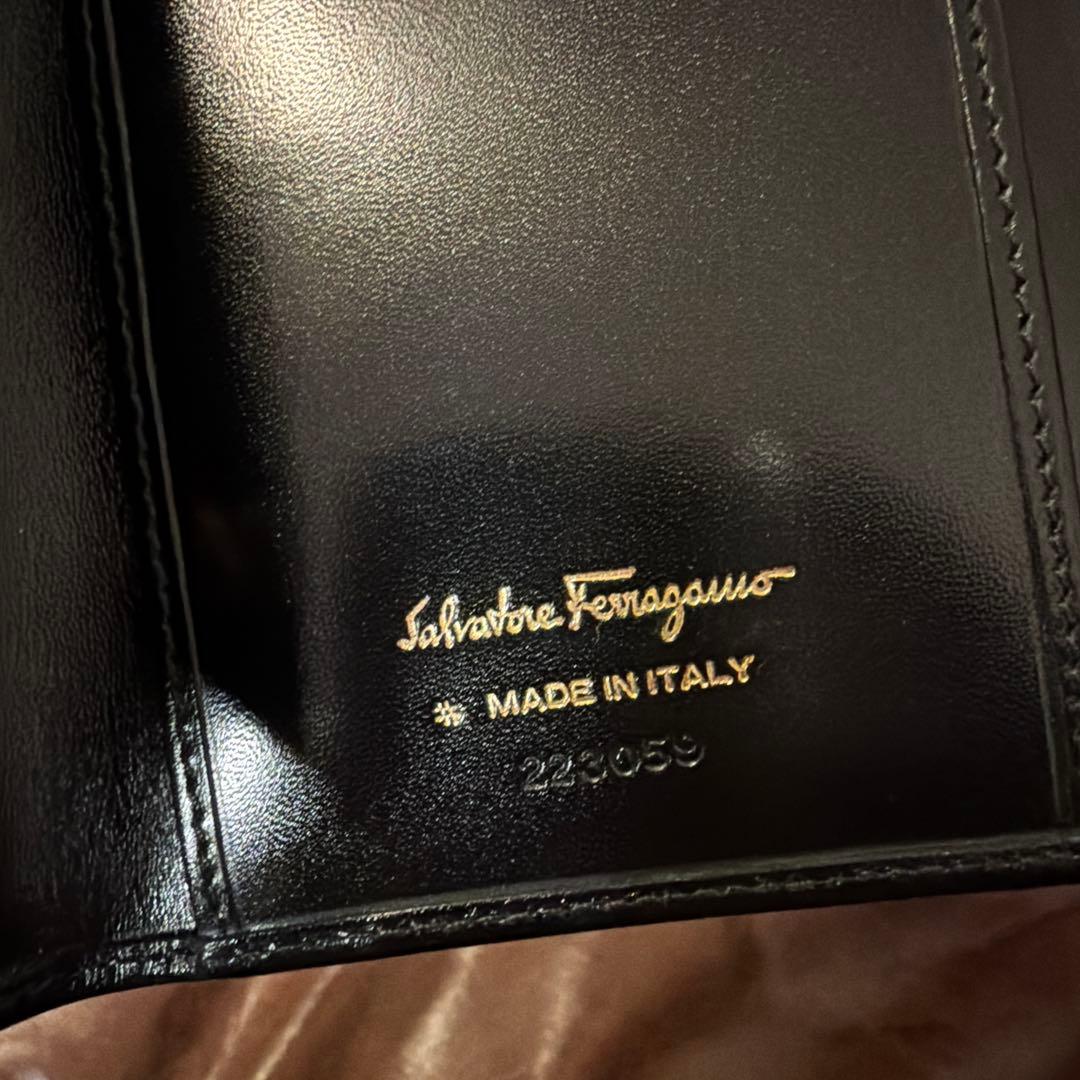 Salvatore Ferragamo
MADE IN ITALY
223059